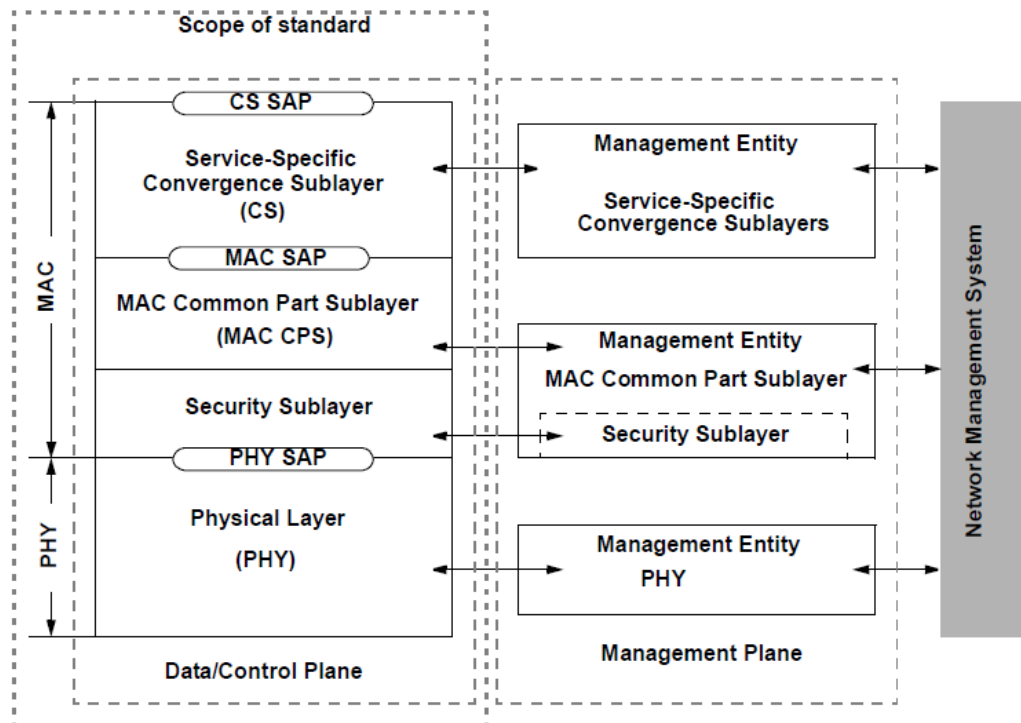 Scope of standard
CS SAP
Service-Specific
Convergence Sublayer
(CS)
MAC SAP
MAC Common Part Sublayer
(MAC CPS)
Security Sublayer
PHY SAP
Physical Layer
(PHY)
Data/Control Plane
MAC
PHY
Management Entity
Service-Specific
Convergence Sublayers
Management Entity
MAC Common Part Sublayer
Security Sublayer
Management Entity
PHY
Management Plane
Network Management System